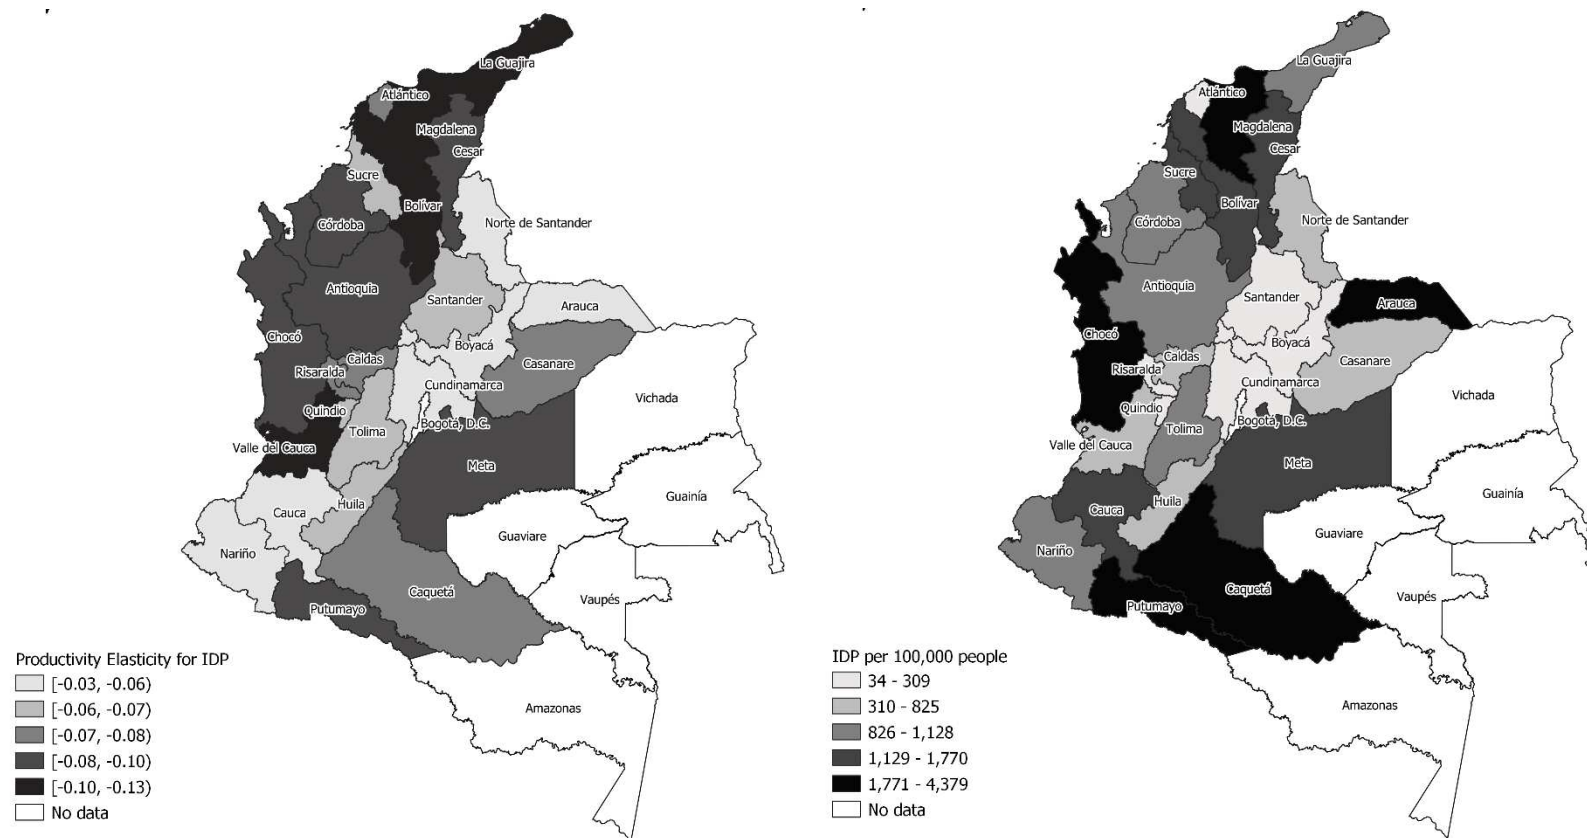 La Guajira
Atlántico
Magdalena
Cesar
Sucre
Bolívar
Córdoba
Norte de Santander
Antioquia
Santander
Arauca
Chocó
Boyacá
Caldas
Casanare
Risaralda
Cundinamarca
Vichada
Quindio
Bogotá, D.C.
Tolima
Valle del Cauca
Meta
Guainía
Huila
Cauca
Guaviare
Nariño
Caquetá
Vaupés
Putumayo
Amazonas
Productivity Elasticity for IDP
[-0.03, -0.06)
[-0.06, -0.07)
[-0.07, -0.08)
[-0.08, -0.10)
[-0.10, -0.13)
No data
La Guajira
Atlántico
Magdalena
Cesar
Sucre
Bolívar
Córdoba
Norte de Santander
Antioquia
Santander
Arauca
Chocó
Boyacá
Caldas
Casanare
Risaralda
Cundinamarca
Vichada
Quindio
Bogotá, D.C.
Tolima
Valle del Cauca
Meta
Guainía
Huila
Cauca
Guaviare
Nariño
Caquetá
Vaupés
Putumayo
Amazonas
IDP per 100,000 people
34 - 309
310 - 825
826 - 1,128
1,129 - 1,770
1,771 - 4,379
No data